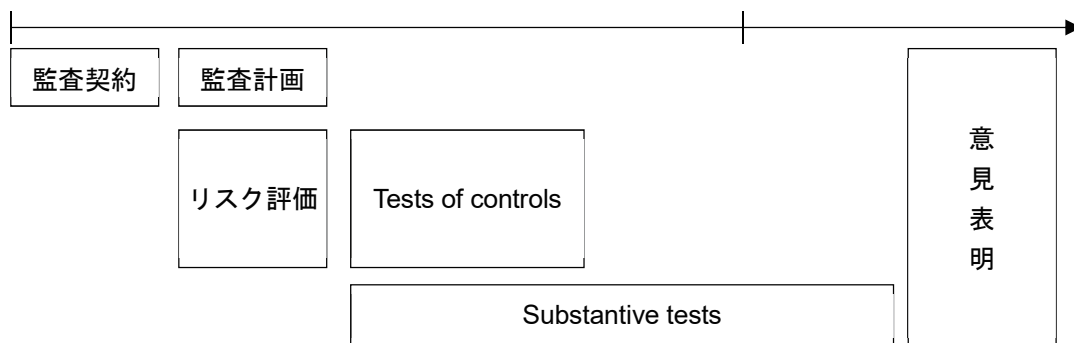 監査契約
監査計画
リスク評価
Tests of controls
Substantive tests
意見表明